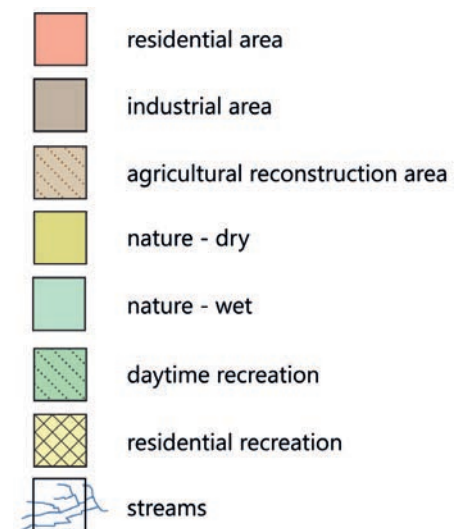 residential area
industrial area
agricultural reconstruction area
nature - dry
nature - wet
daytime recreation
residential recreation
streams